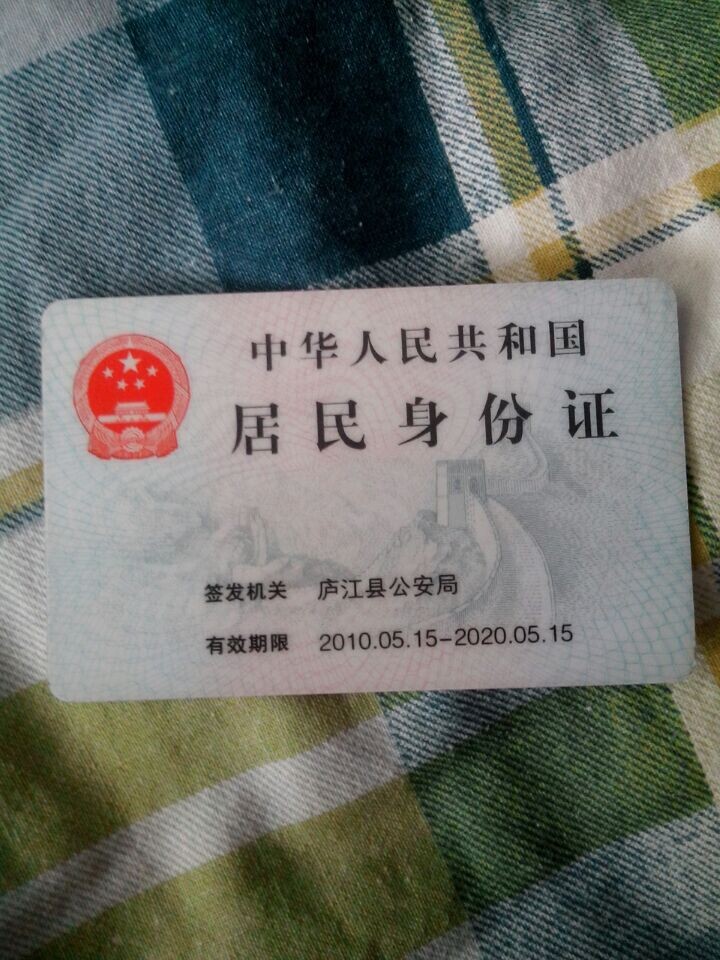 中华人民共和国
居民身份证
签发机关 庐江县公安局
有效期限 2010.05.15-2020.05.15